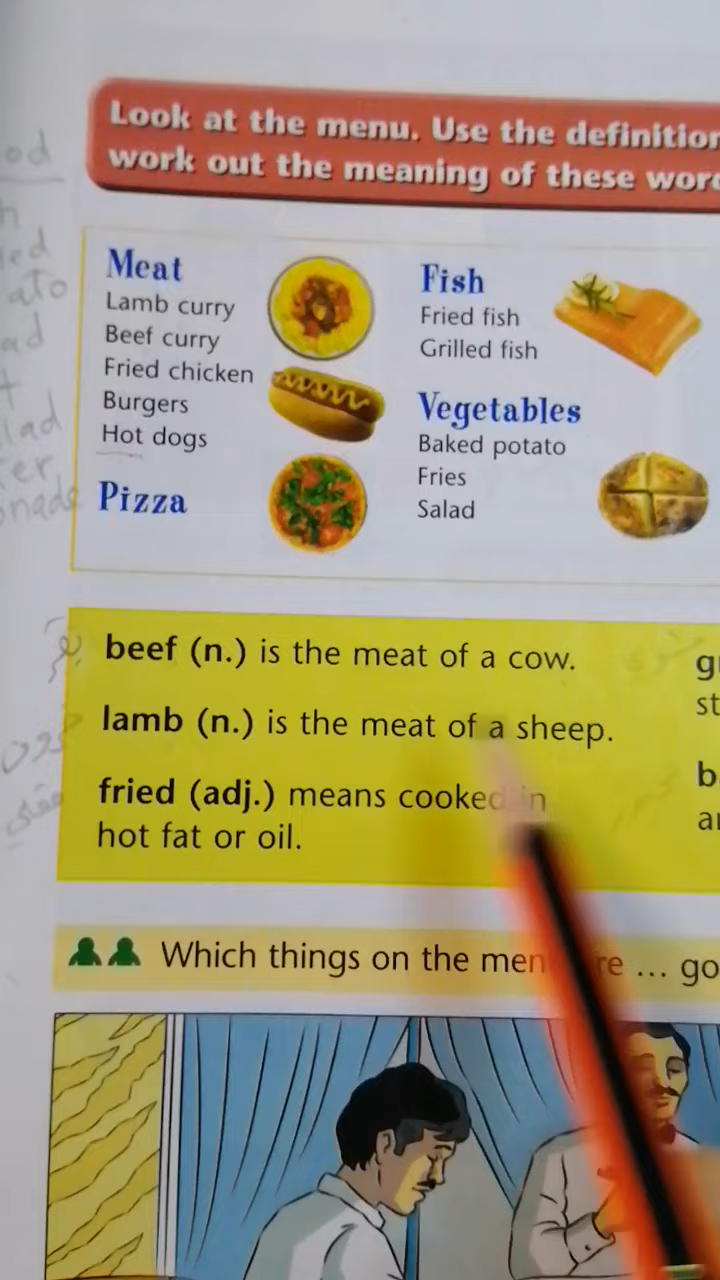 Look at the menu. Use the definition
work out the meaning of these wor
Meat
Lamb curry
Beef curry
Fried chicken
Burgers
Hot dogs
Pizza
Fish
Fried fish
Grilled fish
Vegetables
Baked potato
Fries
Salad
beef (n.) is the meat of a cow.
lamb (n.) is the meat of a sheep.
fried (adj.) means cooked in
hot fat or oil.
g
st
b
Which things on the men re ... go